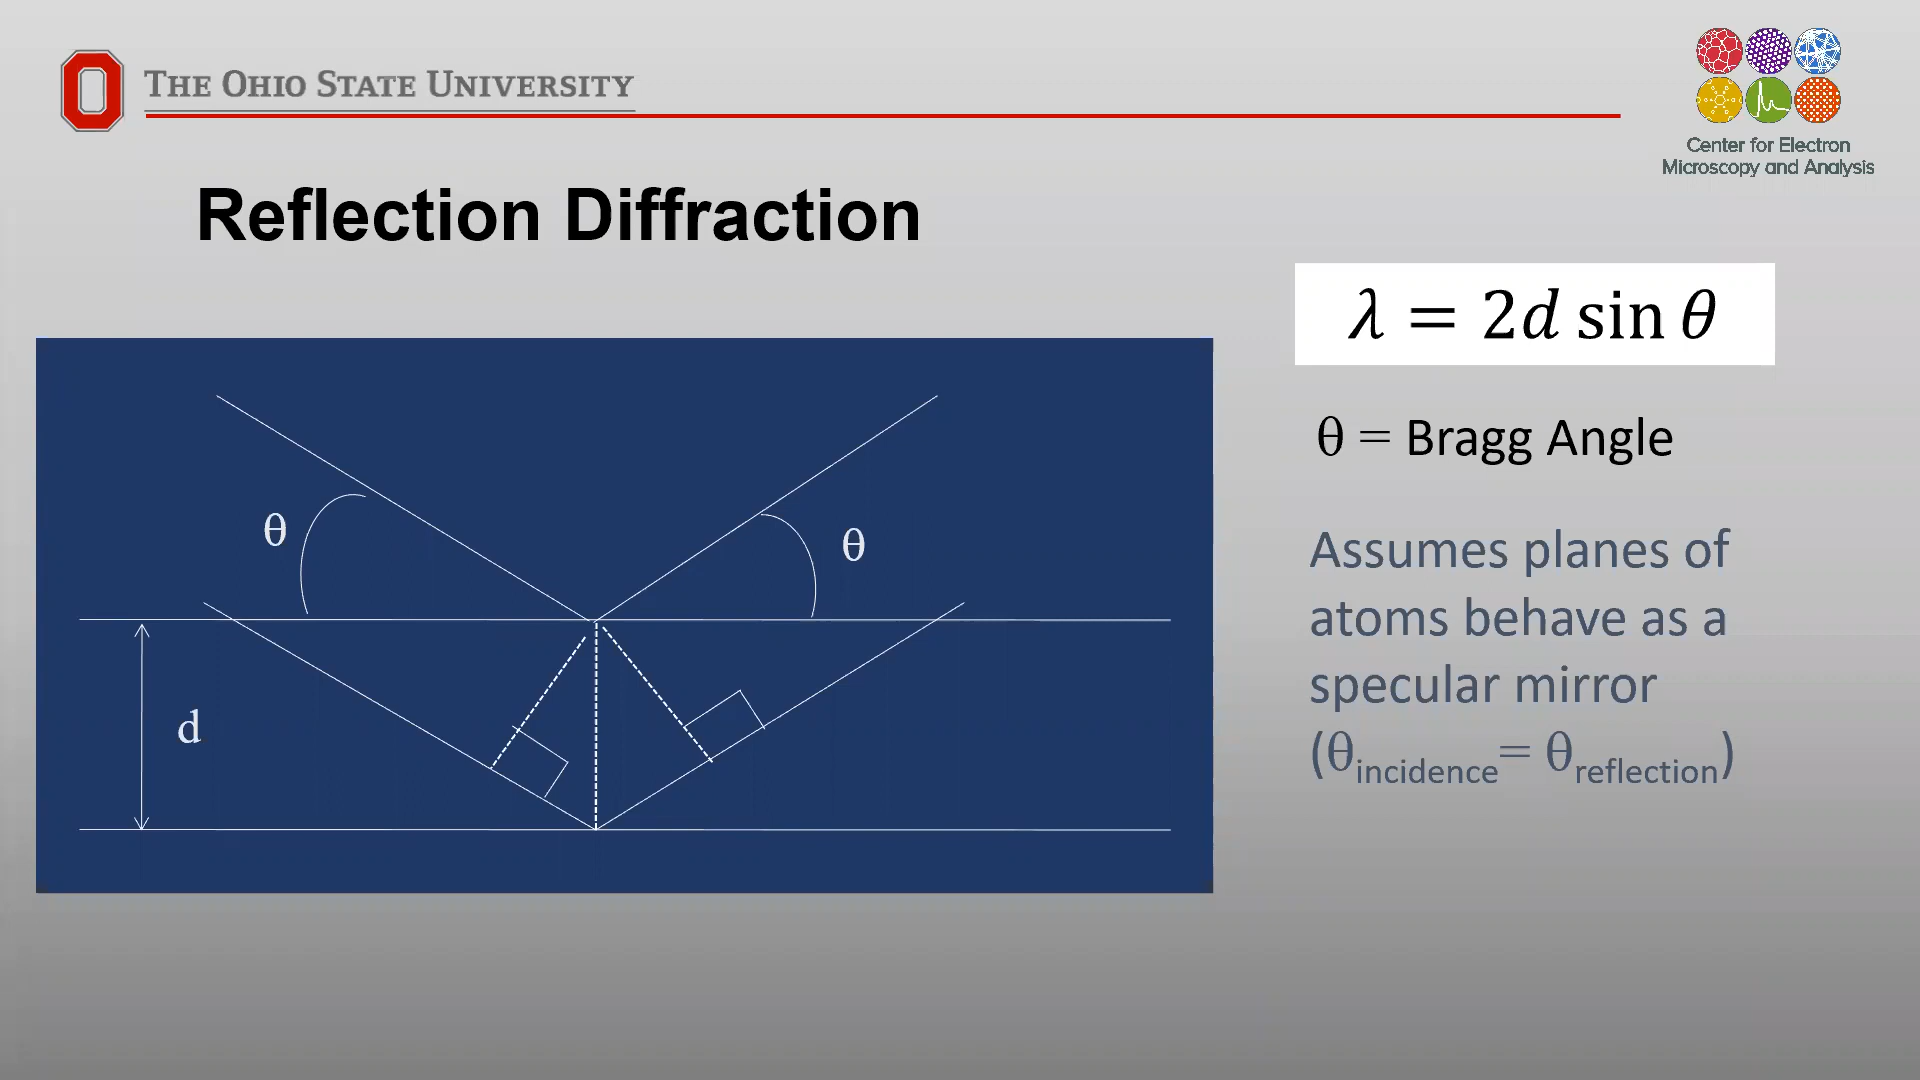 THE OHIO STATE UNIVERSITY
Center for Electron
Microscopy and Analysis
Reflection Diffraction
λ = 2d sin θ
θ = Bragg Angle
θ
θ
d
Assumes planes of
atoms behave as a
specular mirror
(θincidence= θreflection)